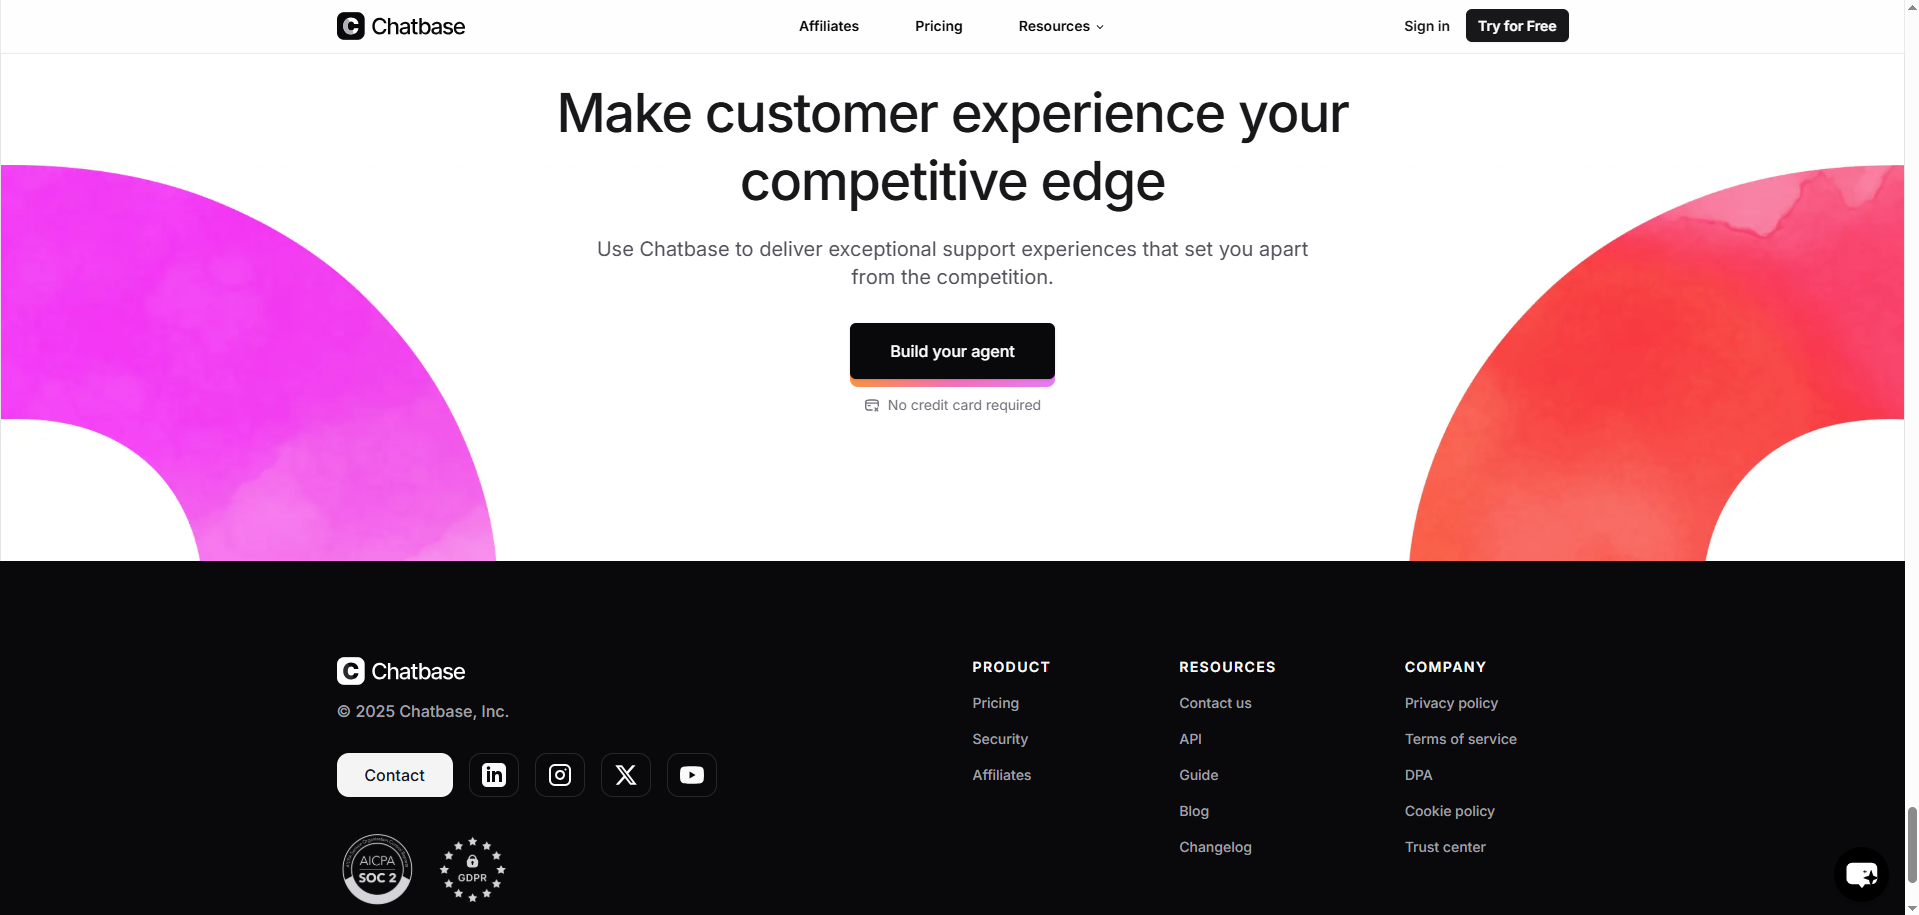 Chatbase
Affiliates
Pricing
Resources
Sign in
Try for Free
Make customer experience your
competitive edge
Use Chatbase to deliver exceptional support experiences that set you apart
from the competition.
Build your agent
No credit card required
Chatbase
© 2025 Chatbase, Inc.
Contact
AICPA
SOC 2
GDPR
PRODUCT
Pricing
Security
Affiliates
RESOURCES
Contact us
API
Guide
Blog
Changelog
COMPANY
Privacy policy
Terms of service
DPA
Cookie policy
Trust center